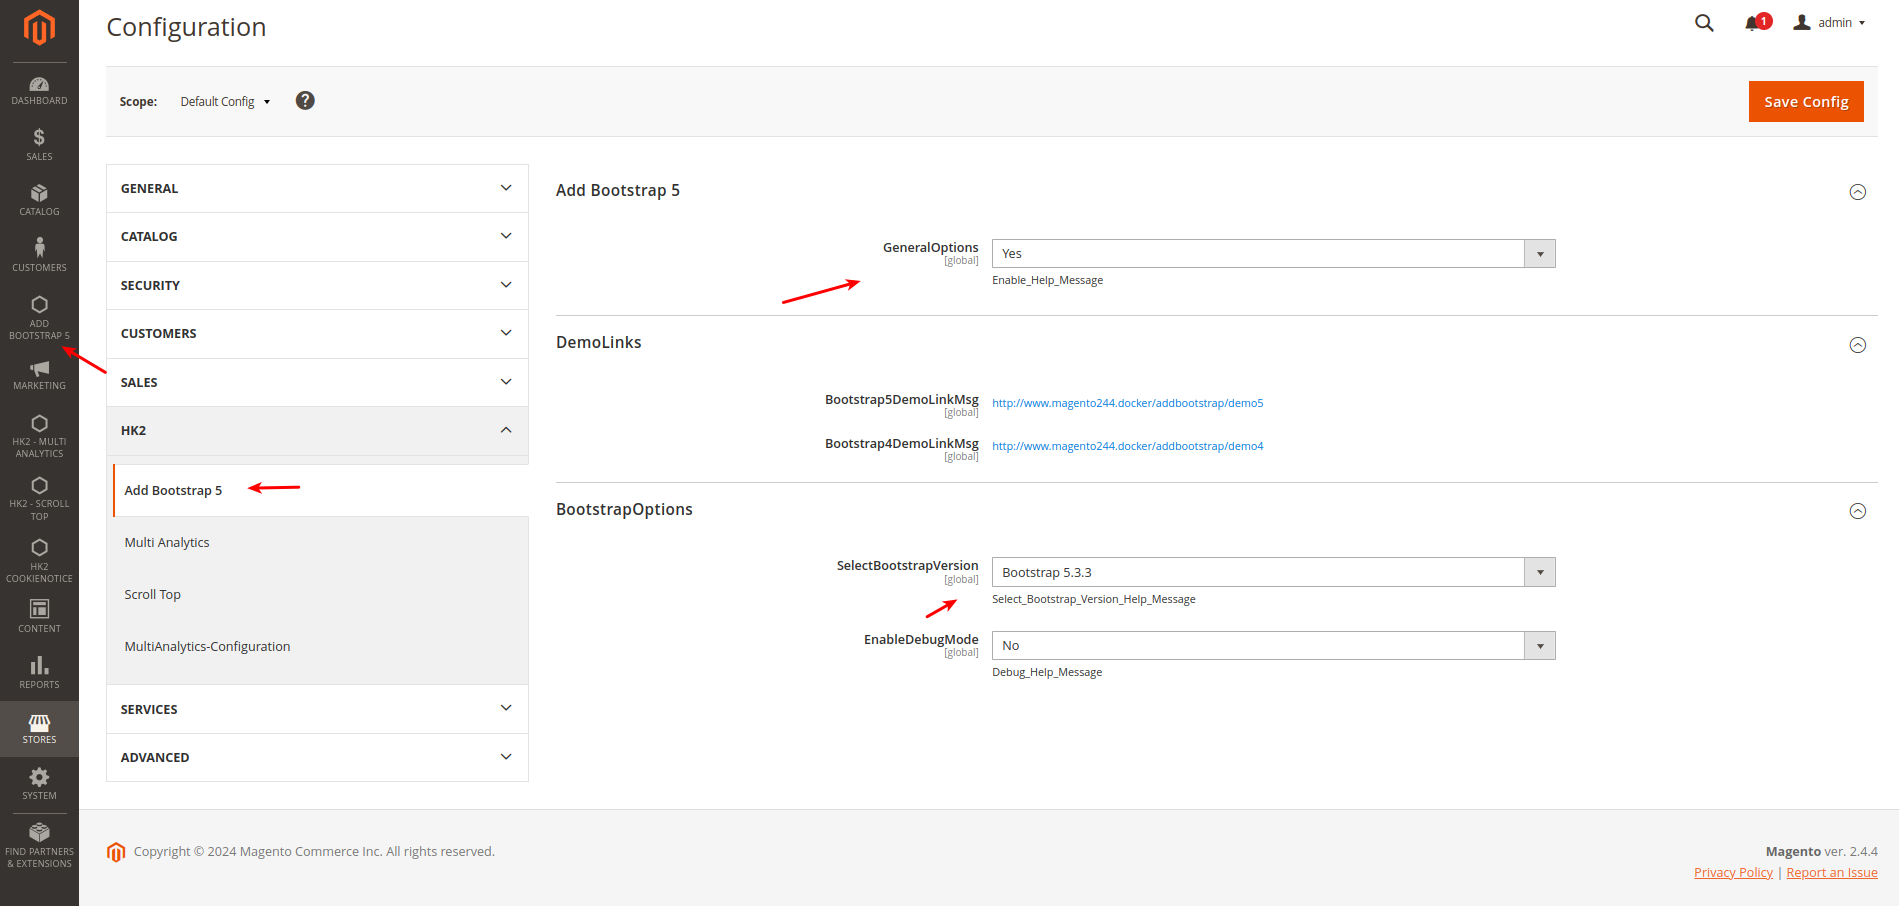 Configuration
1
admin
Scope:
Default Config
?
Save Config
DASHBOARD
$
SALES
CATALOG
CUSTOMERS
ADD
BOOTSTRAP 5
MARKETING
HK2 - MULTI
ANALYTICS
HK2 - SCROLL
TOP
HK2
COOKIENOTICE
CONTENT
REPORTS
STORES
SYSTEM
FIND PARTNERS
& EXTENSIONS
GENERAL
CATALOG
SECURITY
CUSTOMERS
SALES
HK2
Add Bootstrap 5
Multi Analytics
Scroll Top
MultiAnalytics-Configuration
SERVICES
ADVANCED
Add Bootstrap 5
GeneralOptions
[global]
Yes
Enable_Help_Message
DemoLinks
Bootstrap5DemoLinkMsg
[global]
http://www.magento244.docker/addbootstrap/demo5
Bootstrap4DemoLinkMsg
[global]
http://www.magento244.docker/addbootstrap/demo4
BootstrapOptions
SelectBootstrapVersion
[global]
Bootstrap 5.3.3
Select_Bootstrap_Version_Help_Message
EnableDebugMode
[global]
No
Debug_Help_Message
Copyright © 2024 Magento Commerce Inc. All rights reserved.
Magento ver. 2.4.4
Privacy Policy | Report an Issue